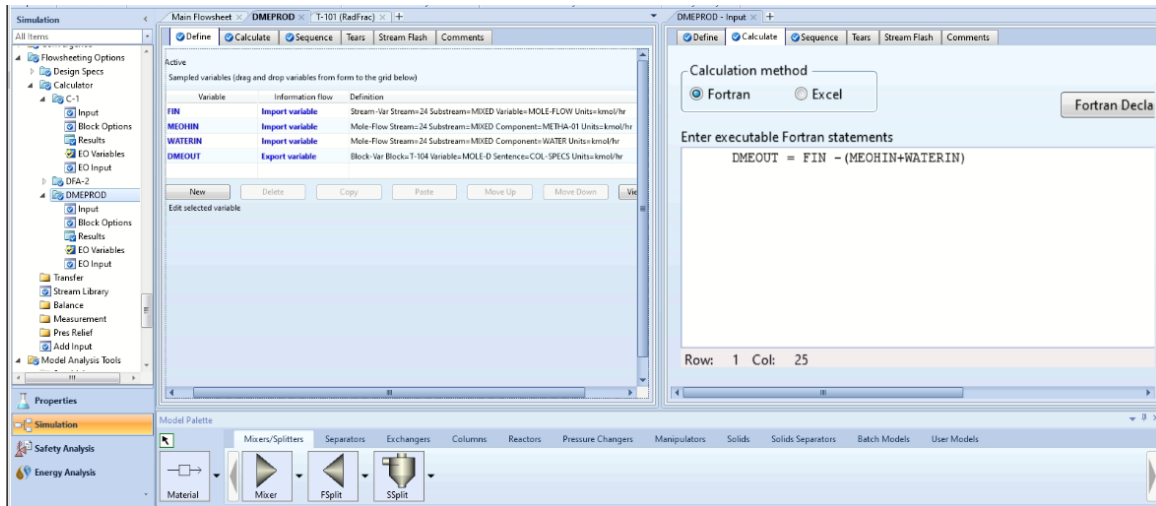 Simulation
All Items
Flowsheeting Options
Design Specs
Calculator
C-1
Input
Block Options
Results
EO Variables
EO Input
DFA-2
DMEPROD
Input
Block Options
Results
EO Variables
EO Input
Transfer
Stream Library
Balance
Measurement
Pres Relief
Add Input
Model Analysis Tools
Properties
Simulation
Safety Analysis
Energy Analysis
Main Flowsheet × DMEPROD × T-101 (RadFrac) × +
Define Calculate Sequence Tears Stream Flash Comments
Active
Sampled variables (drag and drop variables from form to the grid below)
Variable Information flow Definition
FIN Import variable Stream-Var Stream=24 Substream=MIXED Variable=MOLE-FLOW Units=kmol/hr
MEOHIN Import variable Mole-Flow Stream=24 Substream=MIXED Component=METHA-01 Units=kmol/hr
WATERIN Import variable Mole-Flow Stream=24 Substream=MIXED Component=WATER Units=kmol/hr
DMEOUT Export variable Block-Var Block=T-104 Variable=MOLE-D Sentence=COL-SPECS Units=kmol/hr
New Delete Copy Paste Move Up Move Down Vie
Edit selected variable
DMEPROD - Input × +
Define Calculate Sequence Tears Stream Flash Comments
Calculation method
Fortran Excel
Fortran Decla
Enter executable Fortran statements
DMEOUT = FIN -(MEOHIN+WATERIN)
Row: 1 Col: 25
Model Palette
Mixers/Splitters Separators Exchangers Columns Reactors Pressure Changers Manipulators Solids Solids Separators Batch Models User Models
Material Mixer FSplit SSplit